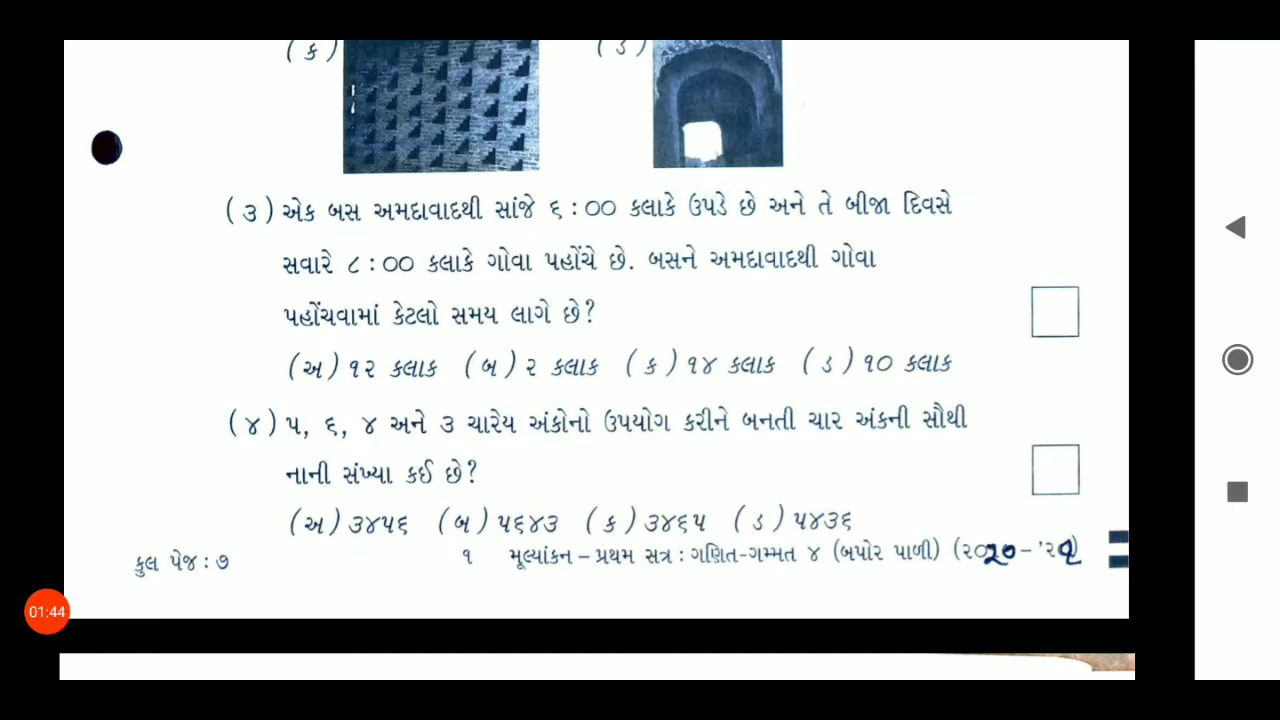 (ક)
(ડ)
(૩) એક બસ અમદાવાદથી સાંજે ૬:૦૦ કલાકે ઉપડે છે અને તે બીજા દિવસે
સવારે ૮:૦૦ કલાકે ગોવા પહોંચે છે. બસને અમદાવાદથી ગોવા
પહોંચવામાં કેટલો સમય લાગે છે?
(અ) ૧૨ કલાક (બ) ૨ કલાક (ક) ૧૪ કલાક (ડ) ૧૦ કલાક
(૪) ૫, ૬, ૪ અને ૩ ચારેય અંકોનો ઉપયોગ કરીને બનતી ચાર અંકની સૌથી
નાની સંખ્યા કઈ છે?
(અ) ૩૪૫૬ (બ) ૫૬૪૩ (ક) ૩૪૬૫ (ડ) ૫૪૩૬
કુલ પેજ : ૭ ૧ મૂલ્યાંકન – પ્રથમ સત્ર : ગણિત-ગમ્મત ૪ (બપોર પાળી) (૨૦૨૦–'૨૧)
01:44